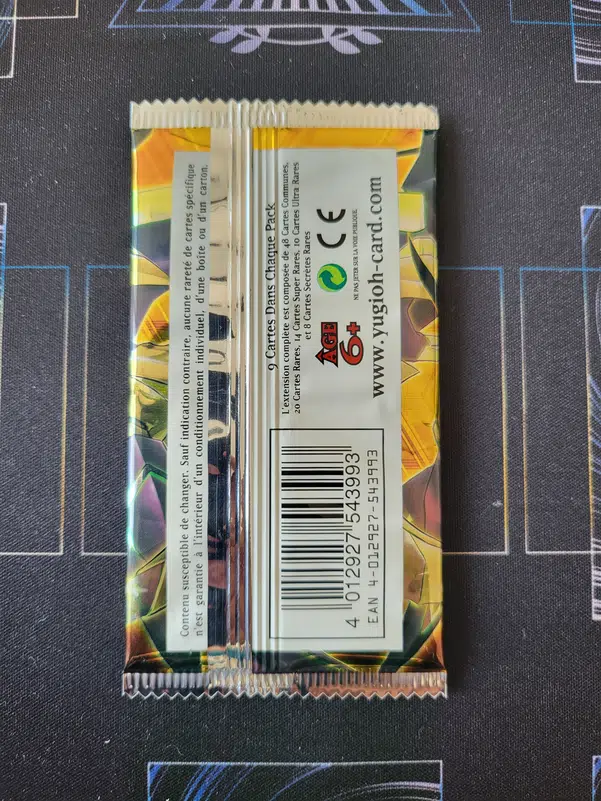 Contenu susceptible de changer. Sauf indication contraire, aucune rareté de cartes spécifique
n'est garantie à l'intérieur d'un conditionnement individuel, d'une boîte ou d'un carton.
9 Cartes Dans Chaque Pack
L'extension complète est composée de 48 Cartes Communes,
20 Cartes Rares, 14 Cartes Super Rares, 10 Cartes Ultra Rares
et 8 Cartes Secrètes Rares
ÂGE
6+
CE
NE PAS JETER SUR LA VOIE PUBLIQUE
www.yugioh-card.com
4 012927 543993
EAN 4-012927-543993